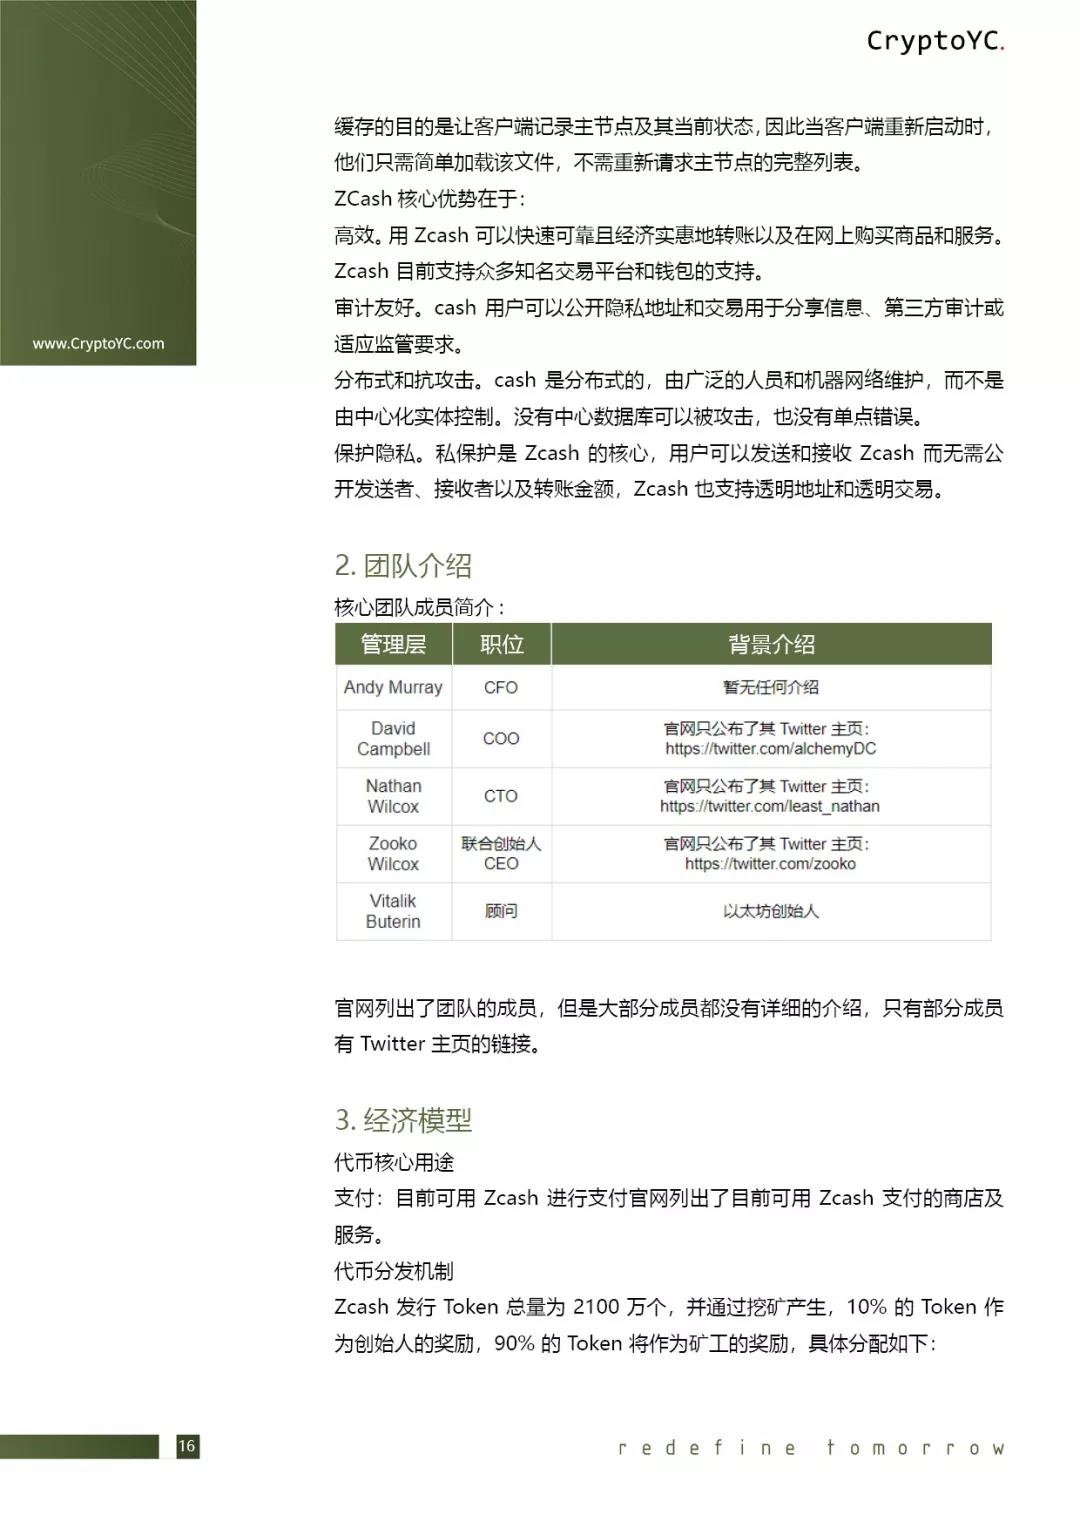 CryptoYC.
www.CryptoYC.com
缓存的目的是让客户端记录主节点及其当前状态，因此当客户端重新启动时，
他们只需简单加载该文件，不需重新请求主节点的完整列表。
ZCash 核心优势在于：
高效。用 Zcash 可以快速可靠且经济实惠地转账以及在网上购买商品和服务。
Zcash 目前支持众多知名交易平台和钱包的支持。
审计友好。cash 用户可以公开隐私地址和交易用于分享信息、第三方审计或
适应监管要求。
分布式和抗攻击。cash 是分布式的，由广泛的人员和机器网络维护，而不是
由中心化实体控制。没有中心数据库可以被攻击，也没有单点错误。
保护隐私。私保护是 Zcash 的核心，用户可以发送和接收 Zcash 而无需公
开发送者、接收者以及转账金额，Zcash 也支持透明地址和透明交易。
2. 团队介绍
核心团队成员简介：
管理层 职位 背景介绍
Andy Murray CFO 暂无任何介绍
David Campbell COO 官网只公布了其 Twitter 主页： https://twitter.com/alchemyDC
Nathan Wilcox CTO 官网只公布了其 Twitter 主页： https://twitter.com/least_nathan
Zooko Wilcox 联合创始人 CEO 官网只公布了其 Twitter 主页： https://twitter.com/zooko
Vitalik Buterin 顾问 以太坊创始人
官网列出了团队的成员，但是大部分成员都没有详细的介绍，只有部分成员
有 Twitter 主页的链接。
3. 经济模型
代币核心用途
支付：目前可用 Zcash 进行支付官网列出了目前可用 Zcash 支付的商店及
服务。
代币分发机制
Zcash 发行 Token 总量为 2100 万个，并通过挖矿产生，10% 的 Token 作
为创始人的奖励，90% 的 Token 将作为矿工的奖励，具体分配如下：
16
redefine tomorrow